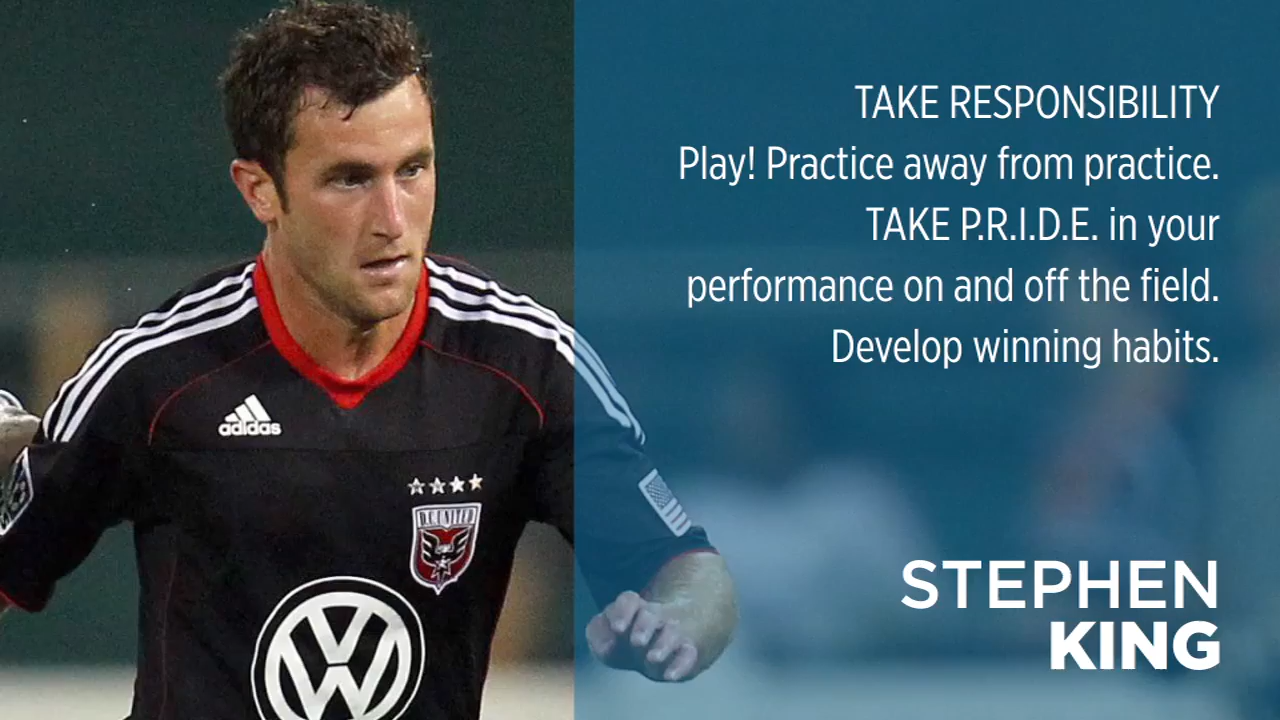 TAKE RESPONSIBILITY
Play! Practice away from practice.
TAKE P.R.I.D.E. in your
performance on and off the field.
Develop winning habits.
adidas
D.C. UNITED
STEPHEN
KING